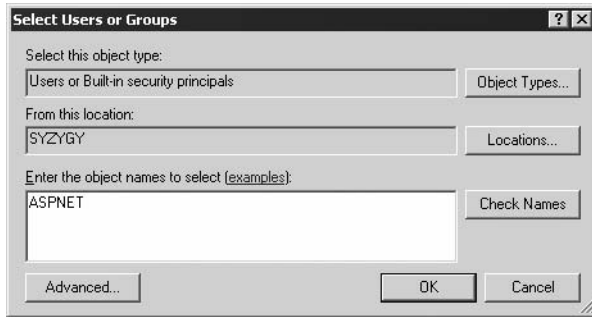 Select Users or Groups
? X
Select this object type:
Users or Built-in security principals
Object Types...
From this location:
SYZYGY
Locations...
Enter the object names to select (examples):
ASPNET
Check Names
Advanced...
OK
Cancel